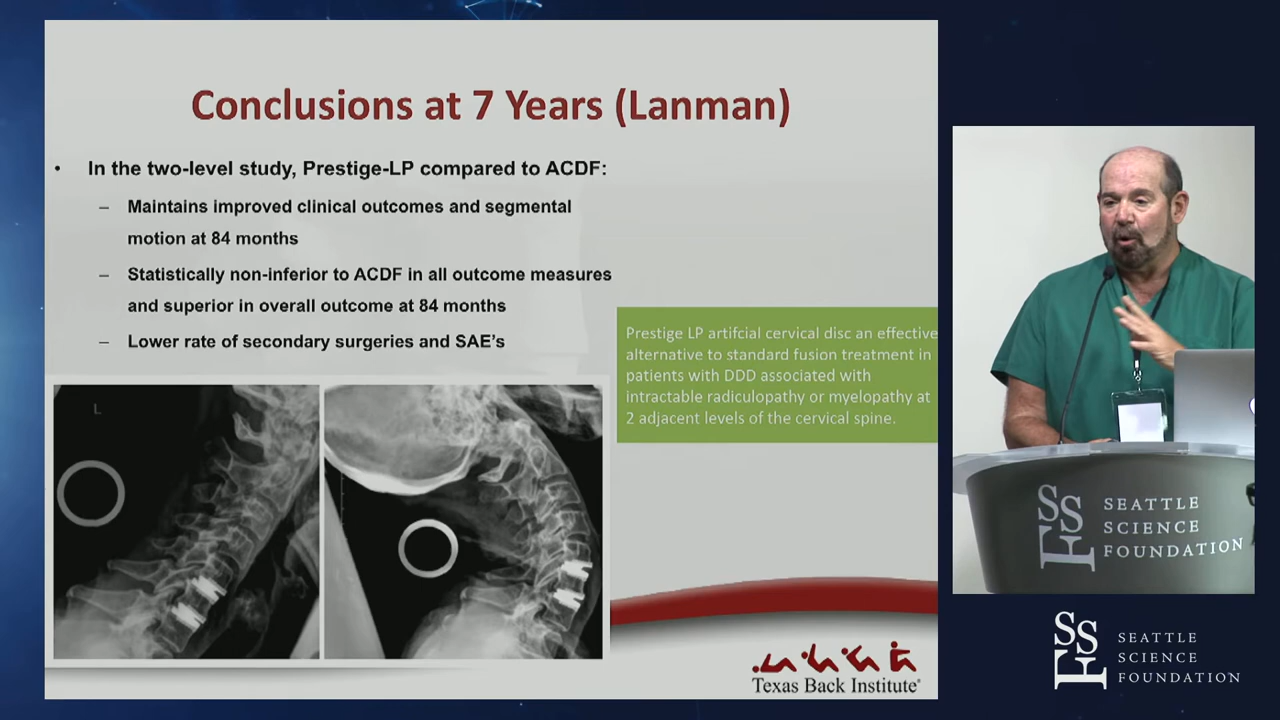 Conclusions at 7 Years (Lanman)
• In the two-level study, Prestige-LP compared to ACDF:
– Maintains improved clinical outcomes and segmental
motion at 84 months
– Statistically non-inferior to ACDF in all outcome measures
and superior in overall outcome at 84 months
– Lower rate of secondary surgeries and SAE's
Prestige LP artifcial cervical disc an effective
alternative to standard fusion treatment in
patients with DDD associated with
intractable radiculopathy or myelopathy at
2 adjacent levels of the cervical spine.
L
Texas Back Institute®
SSF
SEATTLE
SCIENCE
FOUNDATION
SSF
SEATTLE
SCIENCE
FOUNDATION